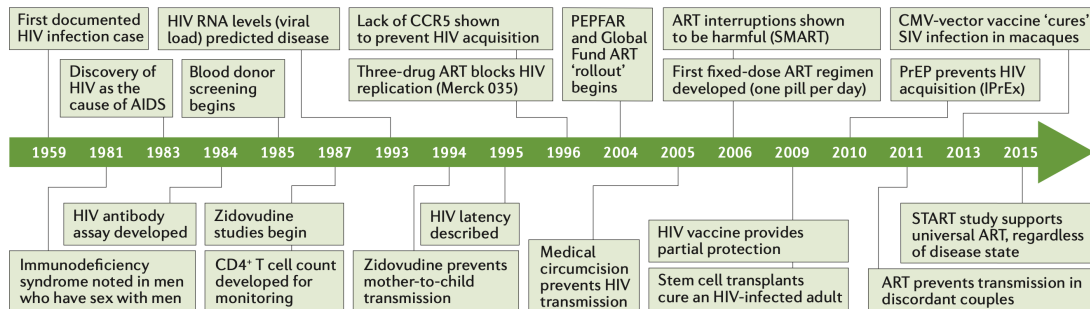 First documented
HIV infection case
Discovery of
HIV as the
cause of AIDS
HIV RNA levels (viral
load) predicted disease
Blood donor
screening
begins
Lack of CCR5 shown
to prevent HIV acquisition
Three-drug ART blocks HIV
replication (Merck 035)
PEPFAR
and Global
Fund ART
‘rollout’
begins
ART interruptions shown
to be harmful (SMART)
First fixed-dose ART regimen
developed (one pill per day)
CMV-vector vaccine ‘cures’
SIV infection in macaques
PrEP prevents HIV
acquisition (IPrEx)
1959 1981 1983 1984 1985 1987 1993 1994 1995 1996 2004 2005 2006 2009 2010 2011 2013 2015
HIV antibody
assay developed
Immunodeficiency
syndrome noted in men
who have sex with men
Zidovudine
studies begin
CD4⁺ T cell count
developed for
monitoring
HIV latency
described
Zidovudine prevents
mother-to-child
transmission
Medical
circumcision
prevents HIV
transmission
HIV vaccine provides
partial protection
Stem cell transplants
cure an HIV-infected adult
START study supports
universal ART, regardless
of disease state
ART prevents transmission in
discordant couples